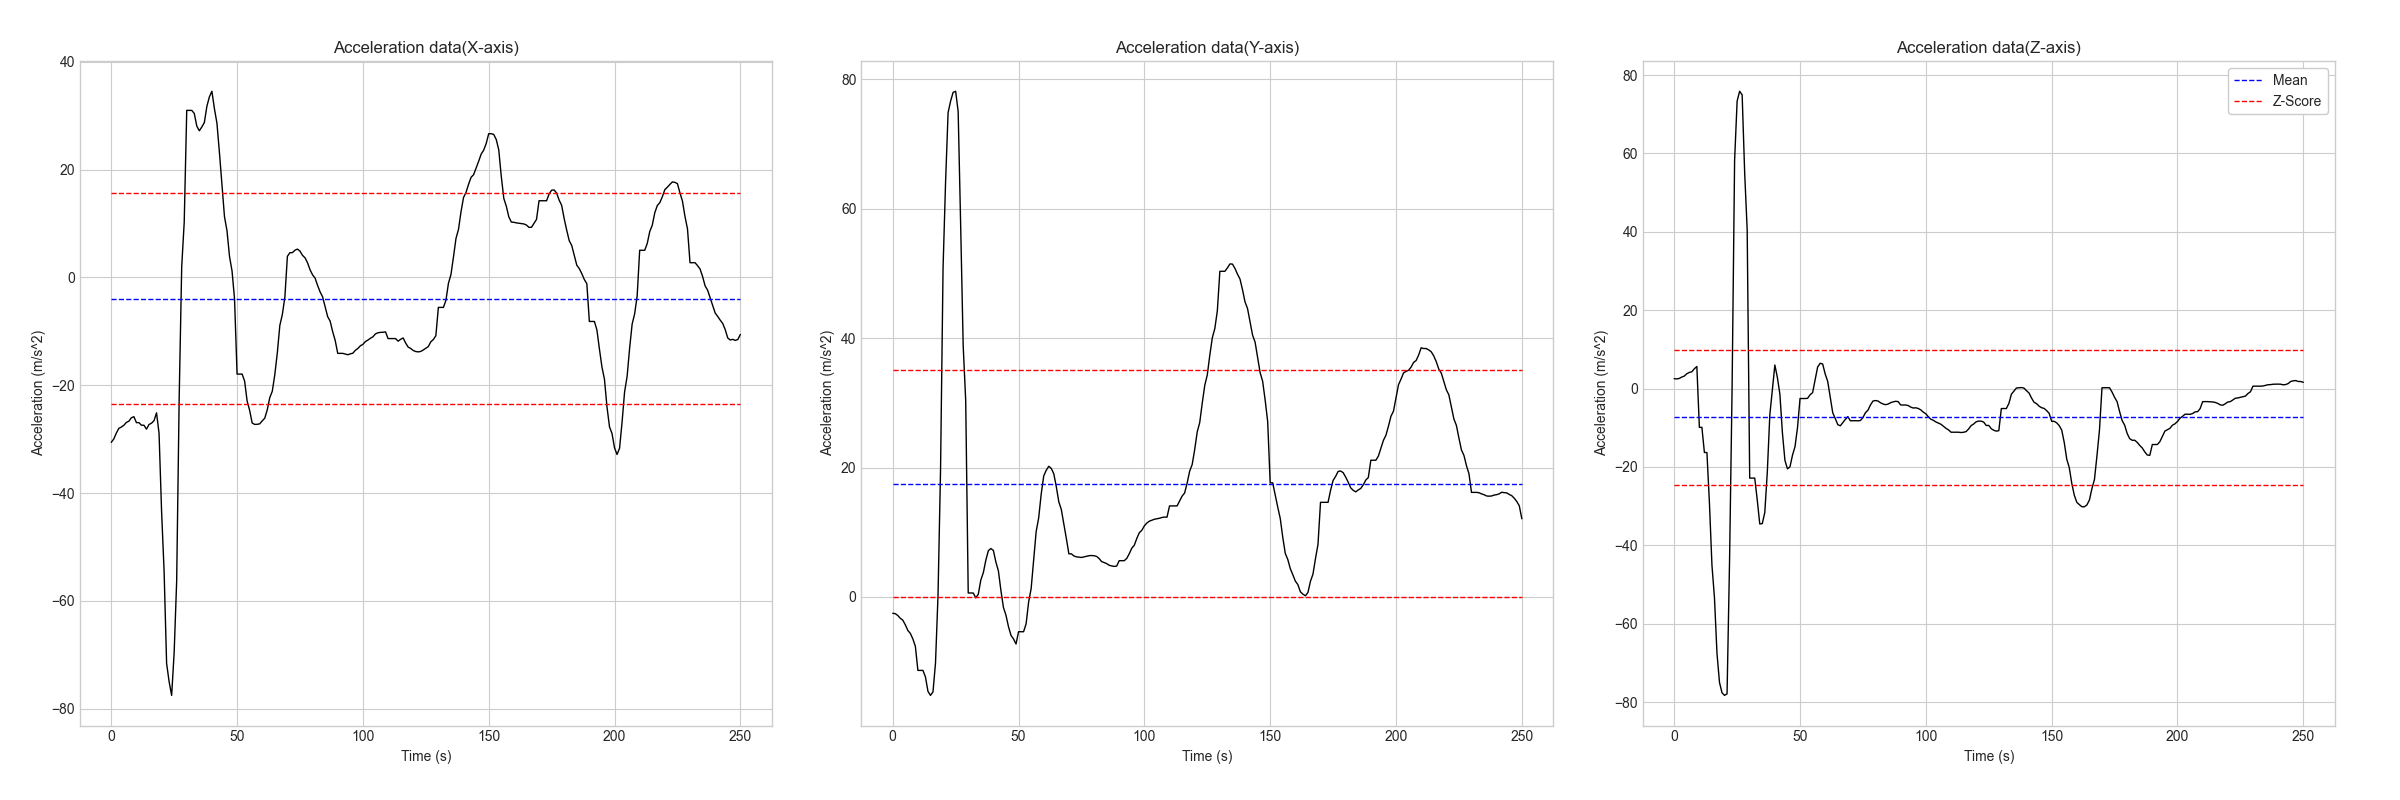 Acceleration data(X-axis)
Acceleration (m/s^2)
40
20
0
−20
−40
−60
−80
0 50 100 150 200 250
Time (s)
Acceleration data(Y-axis)
Acceleration (m/s^2)
80
60
40
20
0
0 50 100 150 200 250
Time (s)
Acceleration data(Z-axis)
Mean
Z-Score
Acceleration (m/s^2)
80
60
40
20
0
−20
−40
−60
−80
0 50 100 150 200 250
Time (s)